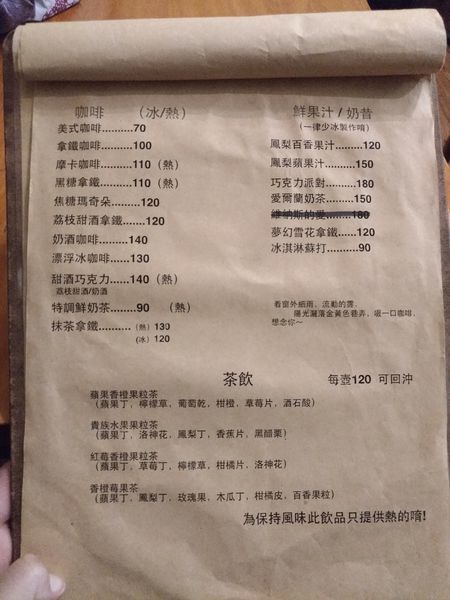 咖啡 (冰/熱)
美式咖啡..........70
拿鐵咖啡..........100
摩卡咖啡..........110 (熱)
黑糖拿鐵..........110 (熱)
焦糖瑪奇朵.......120
荔枝甜酒拿鐵.......120
奶酒咖啡.........140
漂浮冰咖啡.......130
甜酒巧克力......140 (熱)
荔枝甜酒/奶酒
特調鮮奶茶........90 (熱)
抹茶拿鐵.......... (熱) 130
(冰) 120
鮮果汁/奶昔
(一律少冰製作唷)
鳳梨百香果汁.........120
鳳梨蘋果汁..........150
巧克力派對.........180
愛爾蘭奶茶.........150
維納斯的愛........180
夢幻雪花拿鐵......120
冰淇淋蘇打..........90
看窗外細雨，流動的雲，
陽光灑落金黃色巷弄，啜一口咖啡，
想念你~
茶飲 每壺120 可回沖
蘋果香橙果粒茶
(蘋果丁，檸檬草，葡萄乾，柑橙，草莓片，酒石酸)
貴族水果果粒茶
(蘋果丁，洛神花，鳳梨丁，香蕉片，黑醋栗)
紅莓香橙果粒茶
(蘋果丁，草莓丁，檸檬草，柑橘片，洛神花)
香橙莓果茶
(蘋果丁，鳳梨丁，玫瑰果，木瓜丁，柑橘皮，百香果粒)
為保持風味此飲品只提供熱的唷!